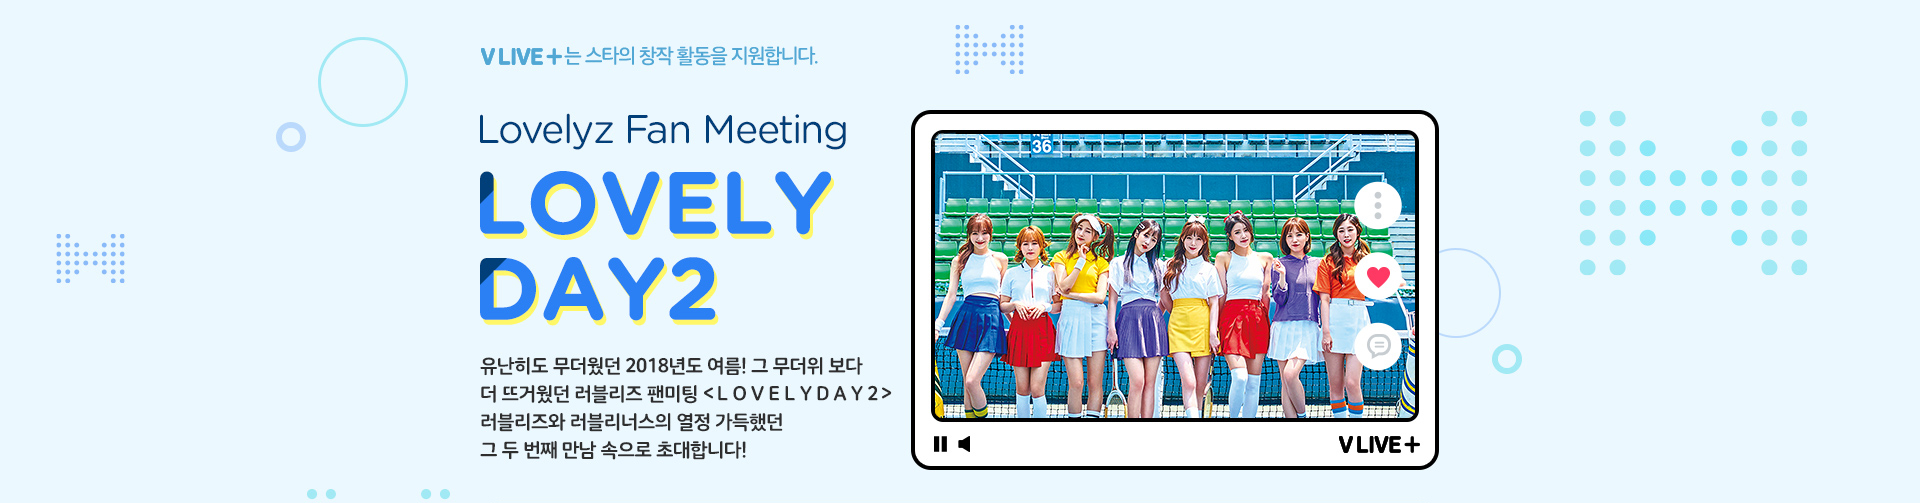 V LIVE+는 스타의 창작 활동을 지원합니다.
Lovelyz Fan Meeting
LOVELY
DAY2
유난히도 무더웠던 2018년도 여름! 그 무더위 보다
더 뜨거웠던 러블리즈 팬미팅 <LOVELYDAY2>
러블리즈와 러블리너스의 열정 가득했던
그 두 번째 만남 속으로 초대합니다!
36
V LIVE+